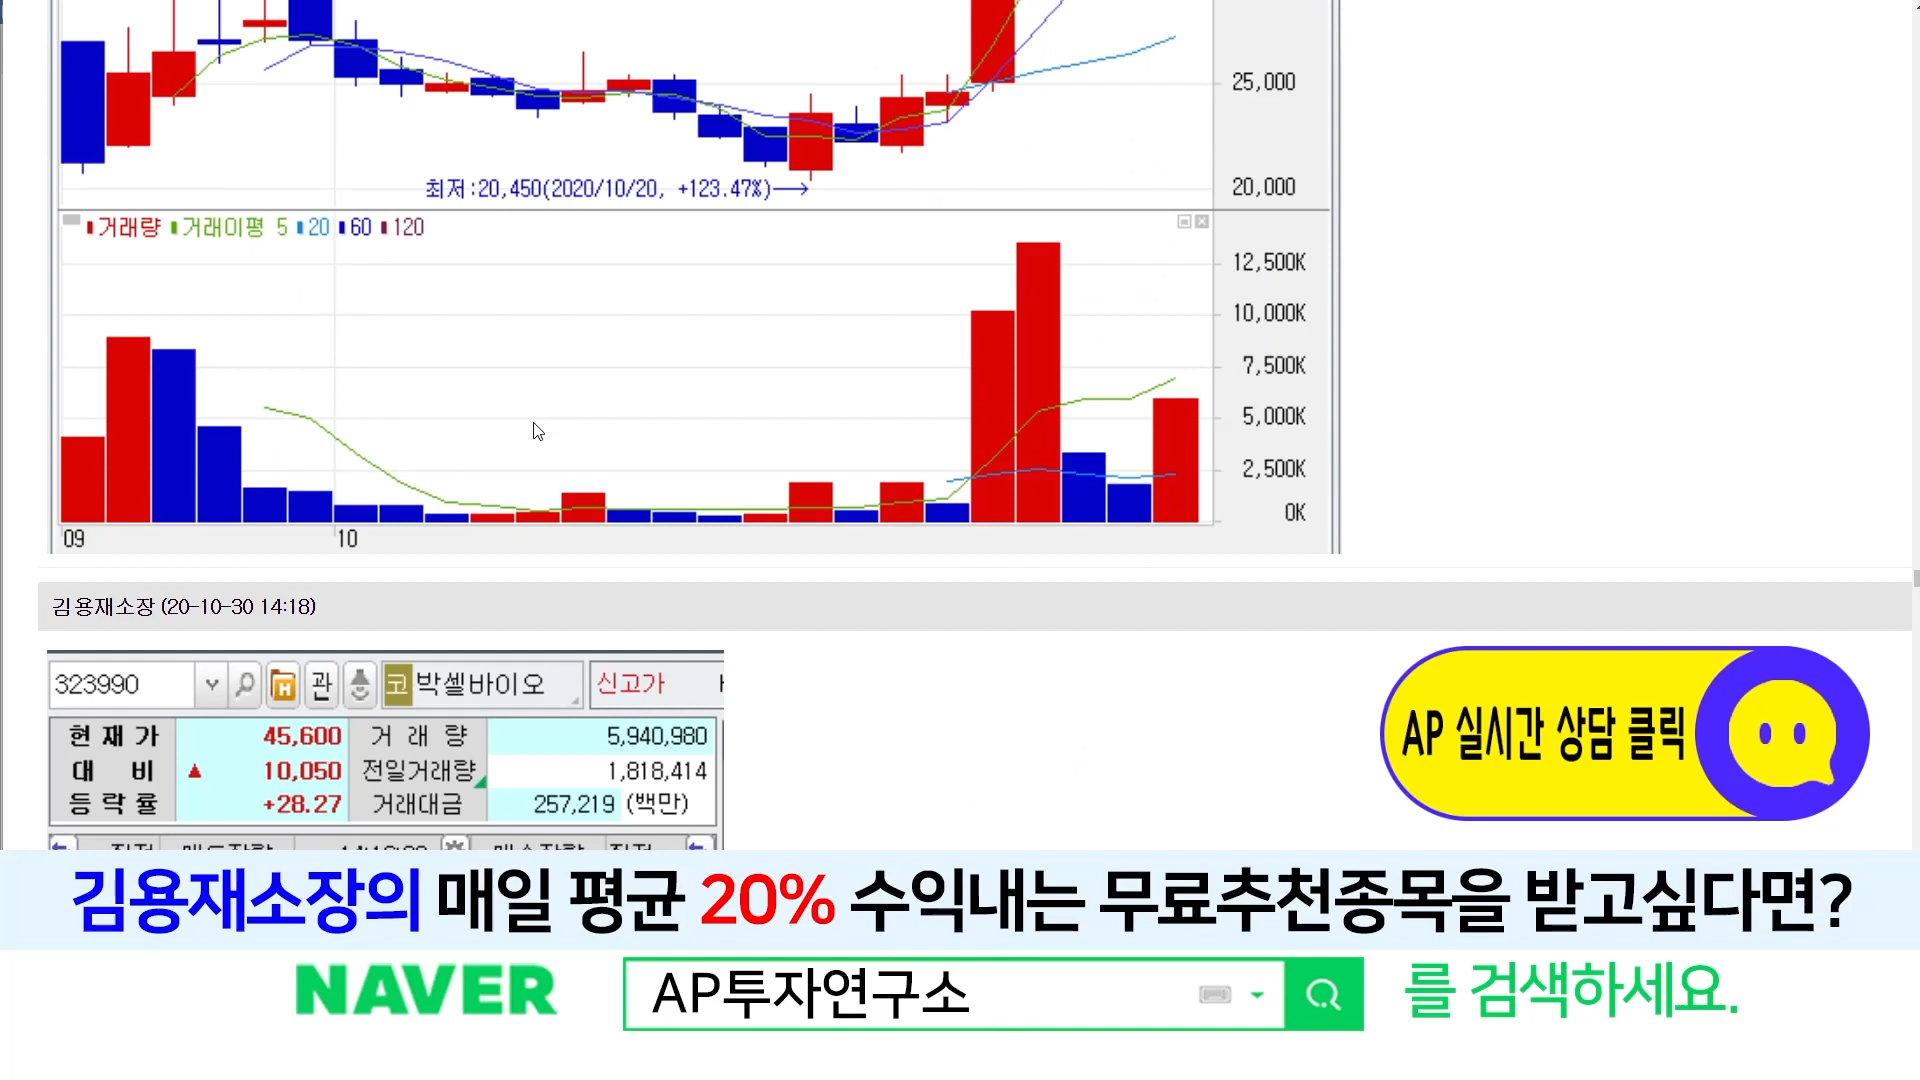 25,000
최저:20,450(2020/10/20, +123.47%)
20,000
거래량 거래이평 5 20 60 120
12,500K
10,000K
7,500K
5,000K
2,500K
0K
09 10
김용재소장 (20-10-30 14:18)
323990 관 코 박셀바이오 신고가
현재가 45,600 거래량 5,940,980
대비 ▲ 10,050 전일거래량 1,818,414
등락률 +28.27 거래대금 257,219 (백만)
AP 실시간 상담 클릭
김용재소장의 매일 평균 20% 수익내는 무료추천종목을 받고싶다면?
NAVER AP투자연구소 를 검색하세요.